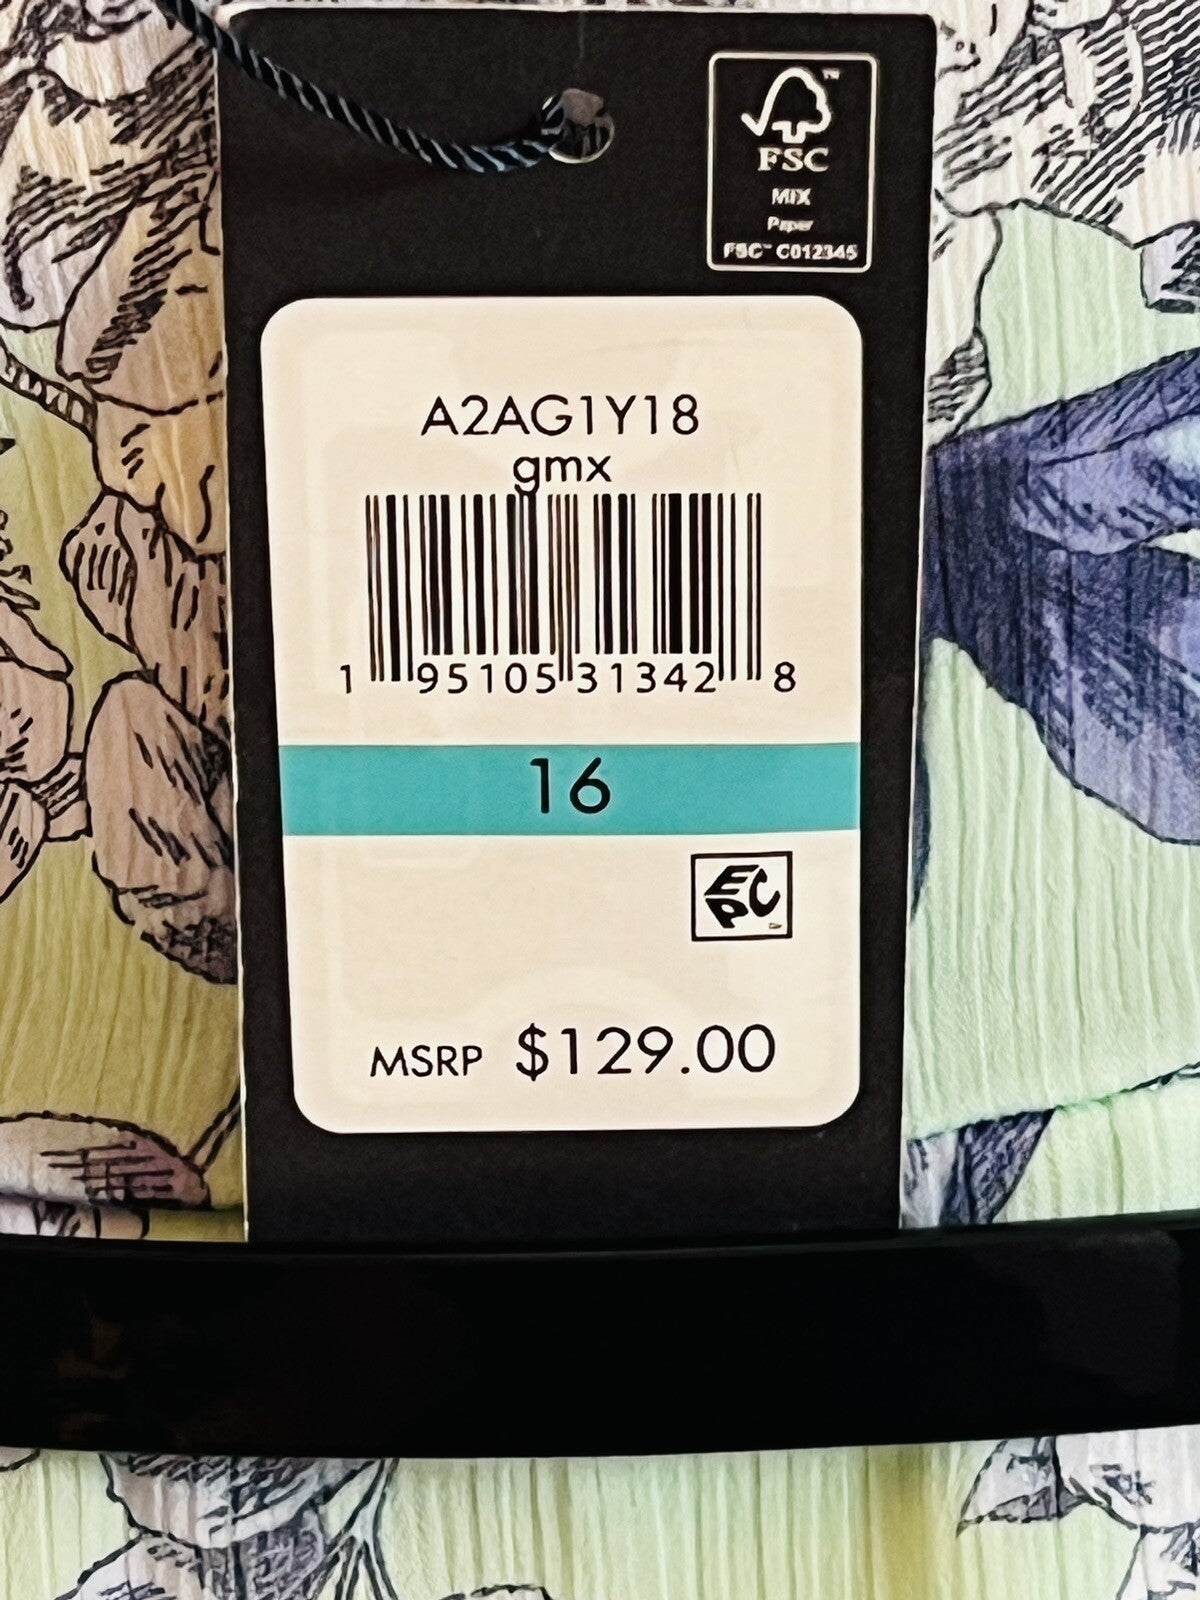 FSC
MIX
Paper
FSC™ C012345
A2AG1Y18
gmx
1 95105 31342 8
16
EPC
MSRP $129.00